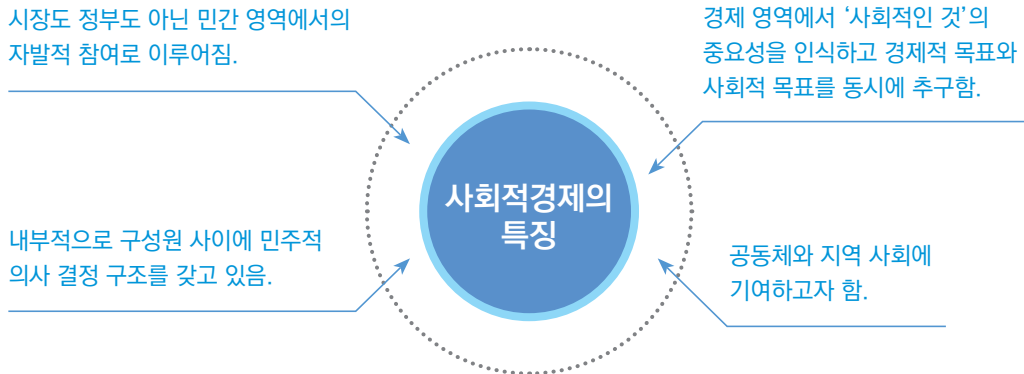 시장도 정부도 아닌 민간 영역에서의
자발적 참여로 이루어짐.
경제 영역에서 ‘사회적인 것’의
중요성을 인식하고 경제적 목표와
사회적 목표를 동시에 추구함.
사회적경제의
특징
내부적으로 구성원 사이에 민주적
의사 결정 구조를 갖고 있음.
공동체와 지역 사회에
기여하고자 함.